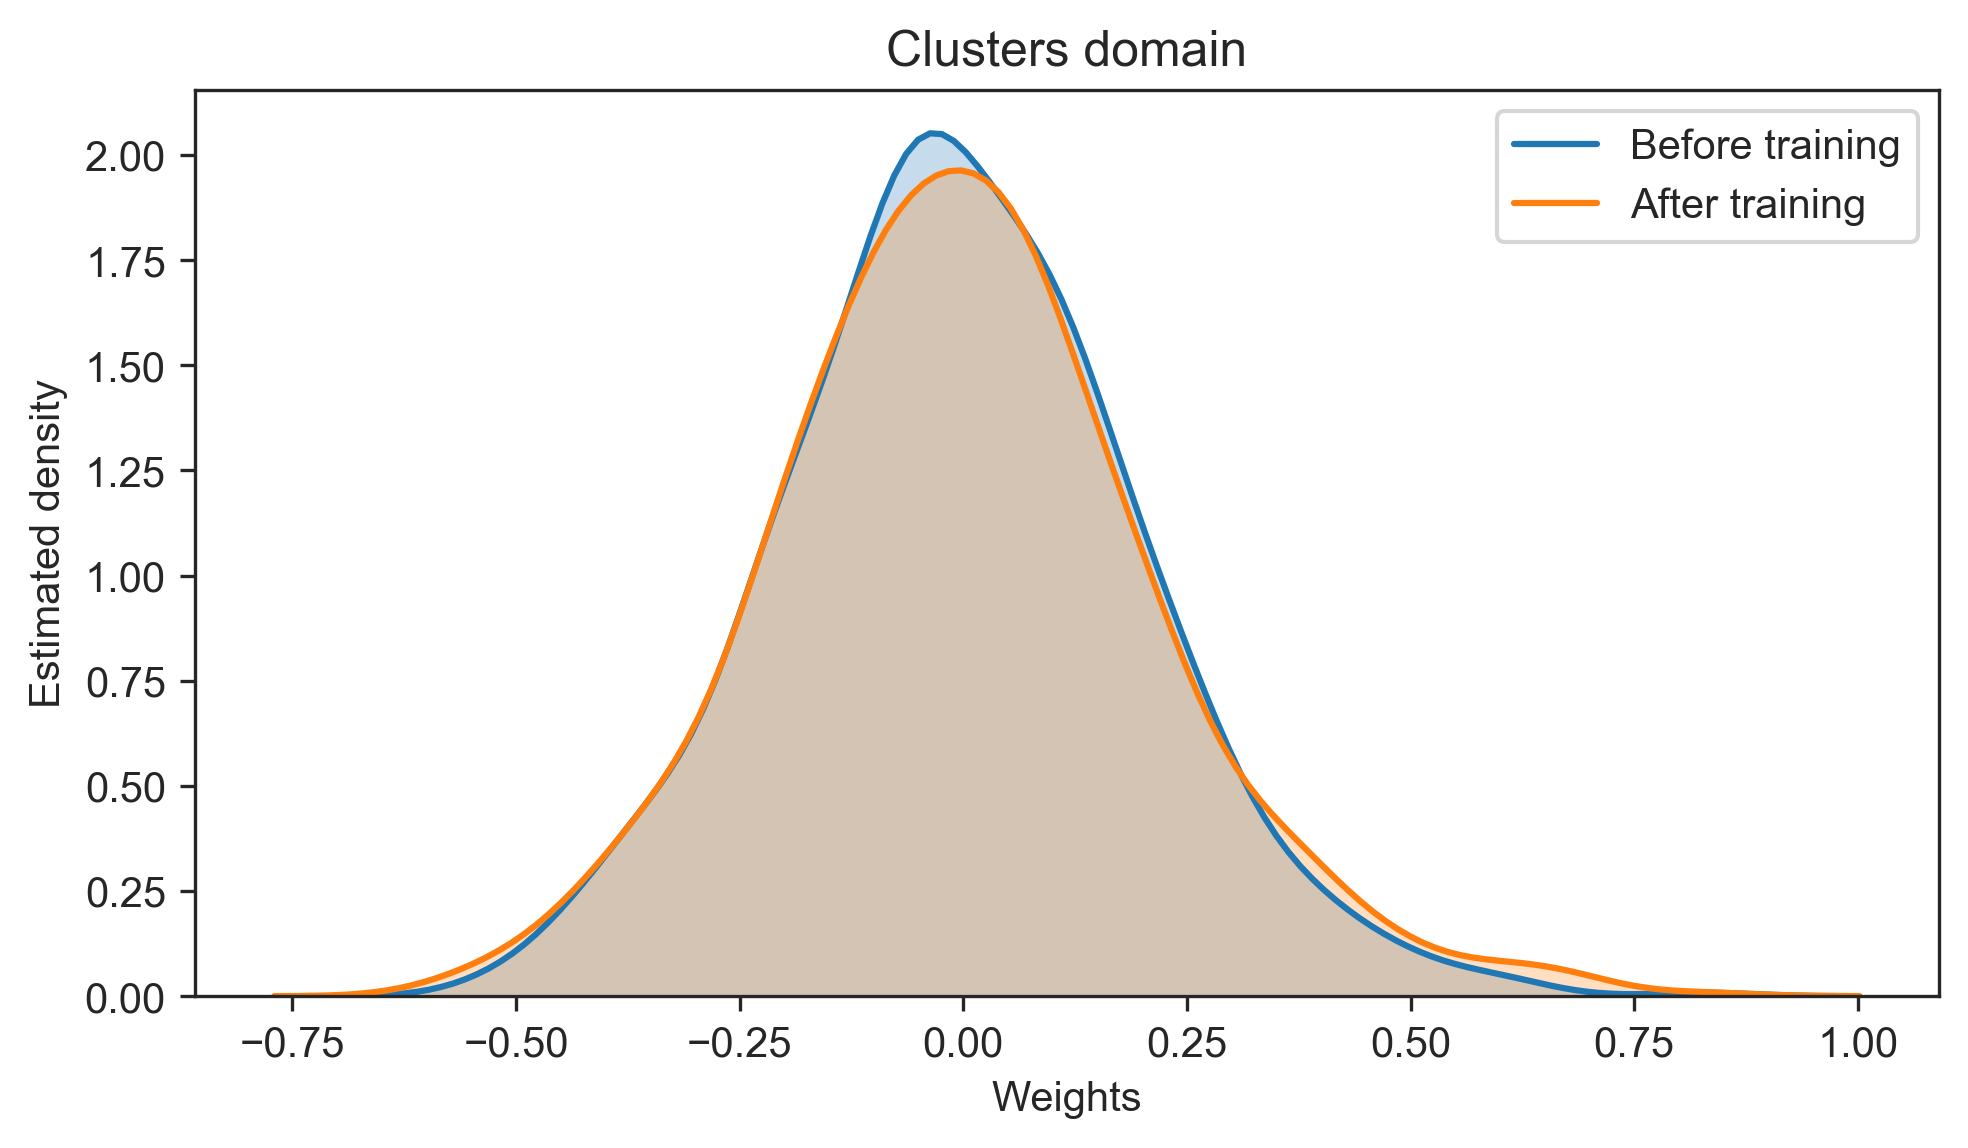 Clusters domain
Before training
After training
Estimated density
2.00
1.75
1.50
1.25
1.00
0.75
0.50
0.25
0.00
−0.75 −0.50 −0.25 0.00 0.25 0.50 0.75 1.00
Weights